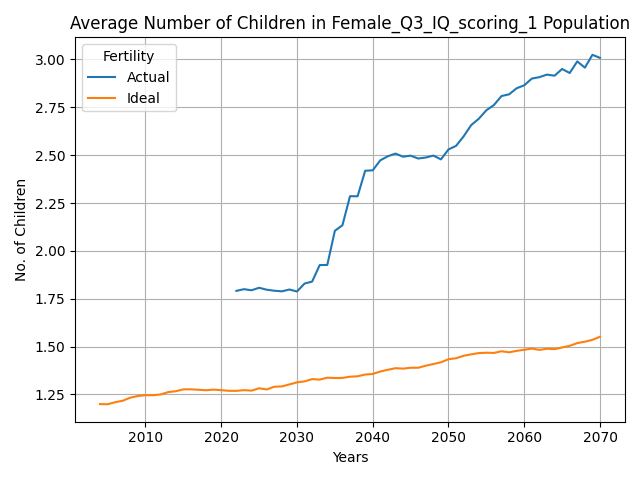 Average Number of Children in Female_Q3_IQ_scoring_1 Population
Fertility
Actual
Ideal
3.00
2.75
2.50
2.25
2.00
1.75
1.50
1.25
No. of Children
2010 2020 2030 2040 2050 2060 2070
Years